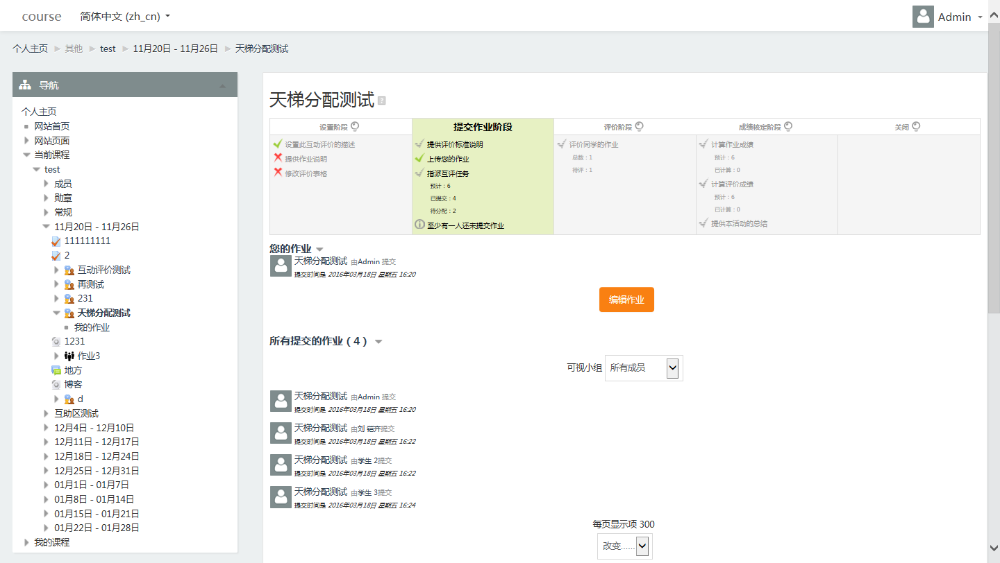 course 简体中文 (zh_cn) Admin
个人主页 其他 test 11月20日 - 11月26日 天梯分配测试
导航
个人主页
网站首页
网站页面
当前课程
test
成员
勋章
常规
11月20日 - 11月26日
111111111
2
互动评价测试
再测试
231
天梯分配测试
我的作业
1231
作业3
地方
博客
d
互助区测试
12月4日 - 12月10日
12月11日 - 12月17日
12月18日 - 12月24日
12月25日 - 12月31日
01月1日 - 01月7日
01月8日 - 01月14日
01月15日 - 01月21日
01月22日 - 01月28日
我的课程
天梯分配测试
设置阶段
设置此互动评价的描述
提供作业说明
修改评价表格
提交作业阶段
提供评价标准说明
上传您的作业
指派互评任务
预计：6
已提交：4
待分配：2
至少有一人还未提交作业
评价阶段
评价同学的作业
总数：1
待评：1
成绩核定阶段
计算作业成绩
预计：6
已计算：0
计算评价成绩
预计：6
已计算：0
提供本活动的总结
关闭
您的作业
天梯分配测试 由Admin 提交
提交时间是 2016年03月18日 星期五 16:20
编辑作业
所有提交的作业（4）
可视小组 所有成员
天梯分配测试 由Admin 提交
提交时间是 2016年03月18日 星期五 16:20
天梯分配测试 由刘 铠齐提交
提交时间是 2016年03月18日 星期五 16:22
天梯分配测试 由学生 2提交
提交时间是 2016年03月18日 星期五 16:22
天梯分配测试 由学生 3提交
提交时间是 2016年03月18日 星期五 16:24
每页显示项 300
改变......